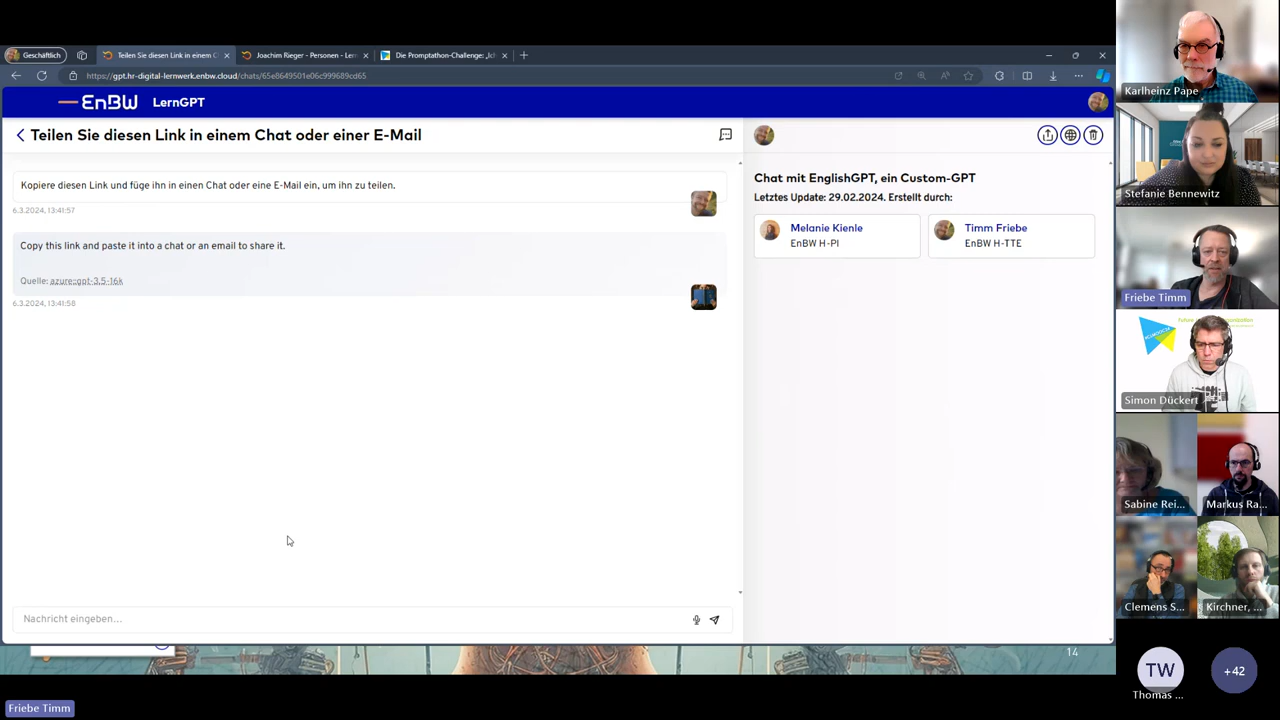 Geschäftlich
Teilen Sie diesen Link in einem C
Joachim Rieger - Personen - Ler
Die Promptathon-Challenge: „Ich
https://gpt.hr-digital-lernwerk.enbw.cloud/chats/65e8649501e06c999689cd65
EnBW LernGPT
Teilen Sie diesen Link in einem Chat oder einer E-Mail
Kopiere diesen Link und füge ihn in einen Chat oder eine E-Mail ein, um ihn zu teilen.
6.3.2024, 13:41:57
Copy this link and paste it into a chat or an email to share it.
Quelle: azure:gpt-3.5-16k
6.3.2024, 13:41:58
Nachricht eingeben...
Chat mit EnglishGPT, ein Custom-GPT
Letztes Update: 29.02.2024. Erstellt durch:
Melanie Kienle
EnBW H-PI
Timm Friebe
EnBW H-TTE
14
Friebe Timm
Karlheinz Pape
Stefanie Bennewitz
Friebe Timm
Simon Dückert
Sabine Rei...
Markus Ra...
Clemens S...
Kirchner, ...
TW
Thomas ...
+42